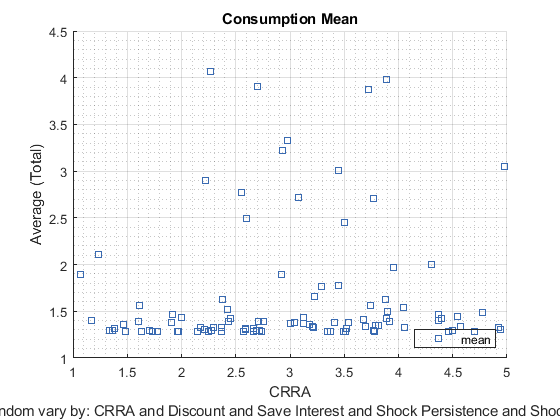 Consumption Mean
Average (Total)
4.5
4
3.5
3
2.5
2
1.5
1
mean
1 1.5 2 2.5 3 3.5 4 4.5 5
CRRA
ndom vary by: CRRA and Discount and Save Interest and Shock Persistence and Sho